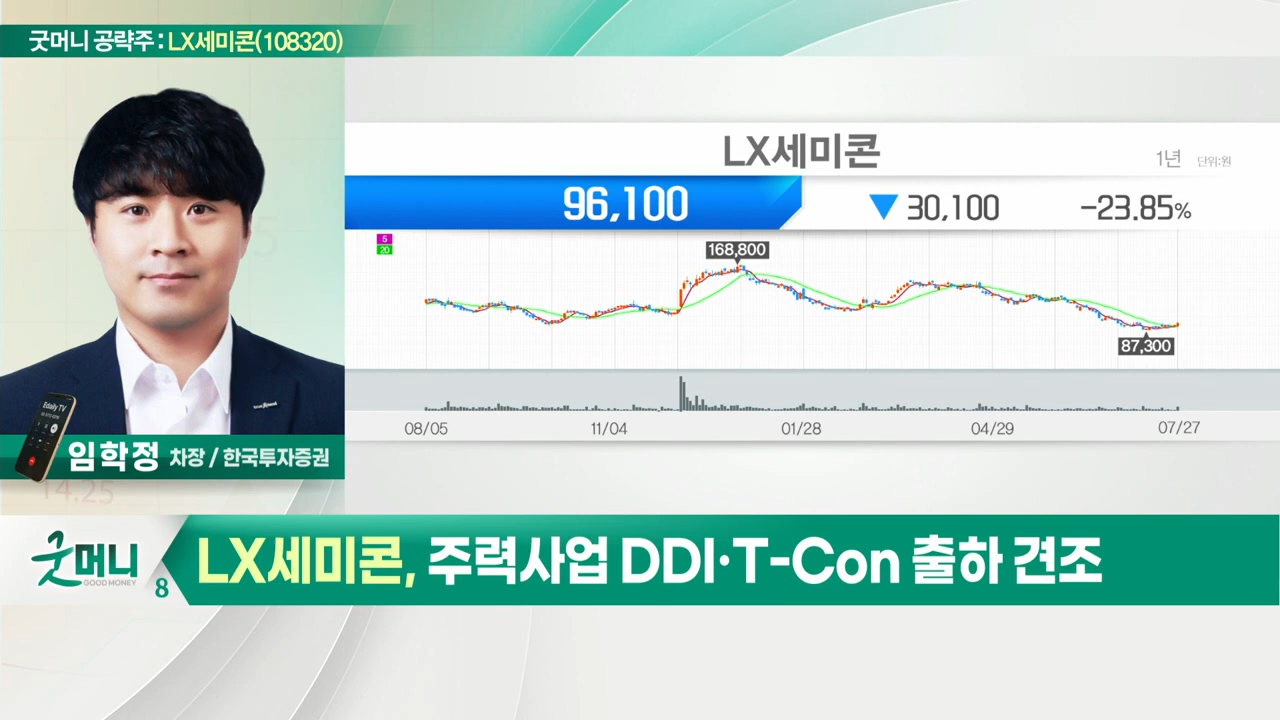 굿머니 공략주 : LX세미콘(108320)
LX세미콘
1년 단위:원
96,100 ▼ 30,100 -23.85%
5
20
168,800
87,300
08/05 11/04 01/28 04/29 07/27
Edaily TV
임학정 차장 / 한국투자증권
14.25
굿머니
GOOD MONEY
8
LX세미콘, 주력사업 DDI·T-Con 출하 견조